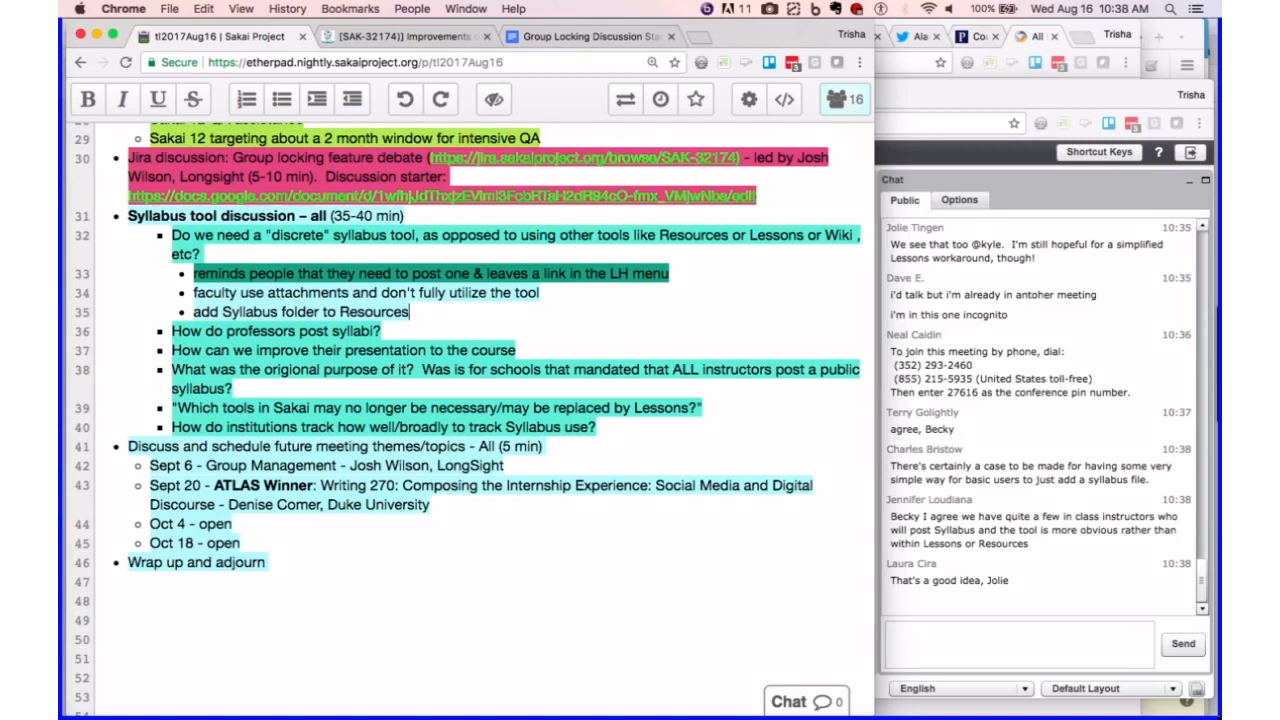 Chrome File Edit View History Bookmarks People Window Help 11 100% Wed Aug 16 10:38 AM
tl2017Aug16 | Sakai Project × [SAK-32174] Improvements × Group Locking Discussion Sta × Trisha
Ala × Co × All × Trisha
Secure | https://etherpad.nightly.sakaiproject.org/p/tl2017Aug16
B I U S 16
Trisha
29 Sakai 12 targeting about a 2 month window for intensive QA
30 Jira discussion: Group locking feature debate (https://jira.sakaiproject.org/browse/SAK-32174) - led by Josh
Wilson, Longsight (5-10 min). Discussion starter:
31 Syllabus tool discussion – all (35-40 min)
32 Do we need a "discrete" syllabus tool, as opposed to using other tools like Resources or Lessons or Wiki ,
etc?
33 reminds people that they need to post one & leaves a link in the LH menu
34 faculty use attachments and don't fully utilize the tool
35 add Syllabus folder to Resources
36 How do professors post syllabi?
37 How can we improve their presentation to the course
38 What was the origional purpose of it? Was is for schools that mandated that ALL instructors post a public
syllabus?
39 "Which tools in Sakai may no longer be necessary/may be replaced by Lessons?"
40 How do institutions track how well/broadly to track Syllabus use?
41 Discuss and schedule future meeting themes/topics - All (5 min)
42 Sept 6 - Group Management - Josh Wilson, LongSight
43 Sept 20 - ATLAS Winner: Writing 270: Composing the Internship Experience: Social Media and Digital
Discourse - Denise Comer, Duke University
44 Oct 4 - open
45 Oct 18 - open
46 Wrap up and adjourn
47
48
49
50
51
52
53
Chat 0
Shortcut Keys ?
Chat
Public Options
Jolie Tingen 10:35
We see that too @kyle. I'm still hopeful for a simplified
Lessons workaround, though!
Dave E. 10:35
i'd talk but i'm already in antoher meeting
i'm in this one incognito
Neal Caidin 10:36
To join this meeting by phone, dial:
(352) 293-2460
(855) 215-5935 (United States toll-free)
Then enter 27616 as the conference pin number.
Terry Golightly 10:37
agree, Becky
Charles Bristow 10:38
There's certainly a case to be made for having some very
simple way for basic users to just add a syllabus file.
Jennifer Loudiana 10:38
Becky I agree we have quite a few in class instructors who
will post Syllabus and the tool is more obvious rather than
within Lessons or Resources
Laura Cira 10:38
That's a good idea, Jolie
Send
English Default Layout